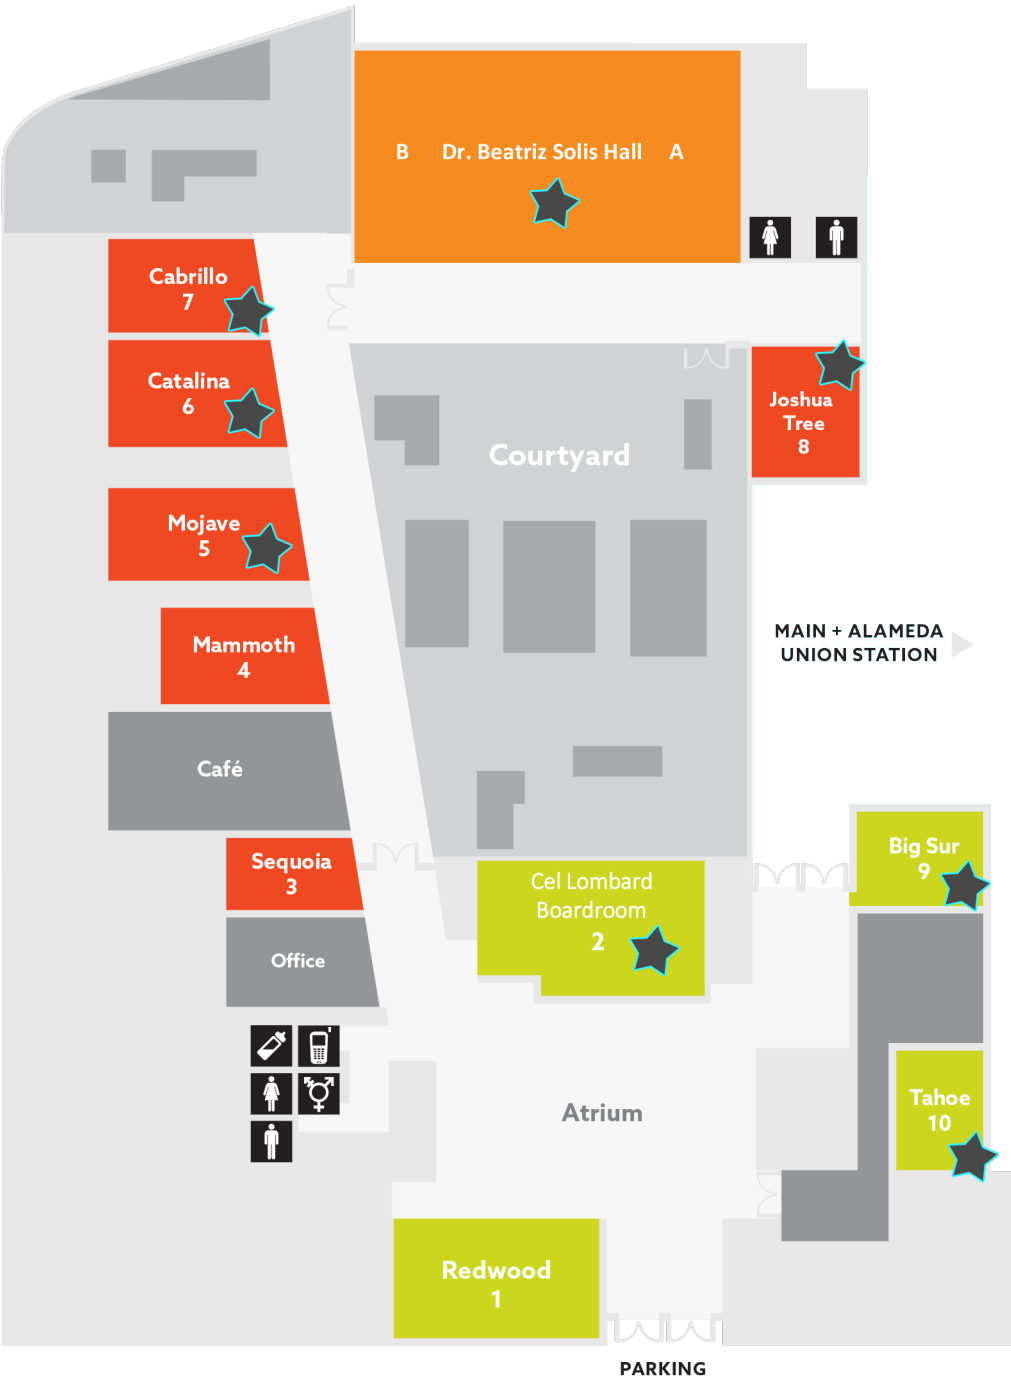 B Dr. Beatriz Solis Hall A
Cabrillo
7
Catalina
6
Joshua
Tree
8
Courtyard
Mojave
5
Mammoth
4
MAIN + ALAMEDA
UNION STATION
Café
Sequoia
3
Big Sur
9
Cel Lombard
Boardroom
2
Office
Atrium
Tahoe
10
Redwood
1
PARKING